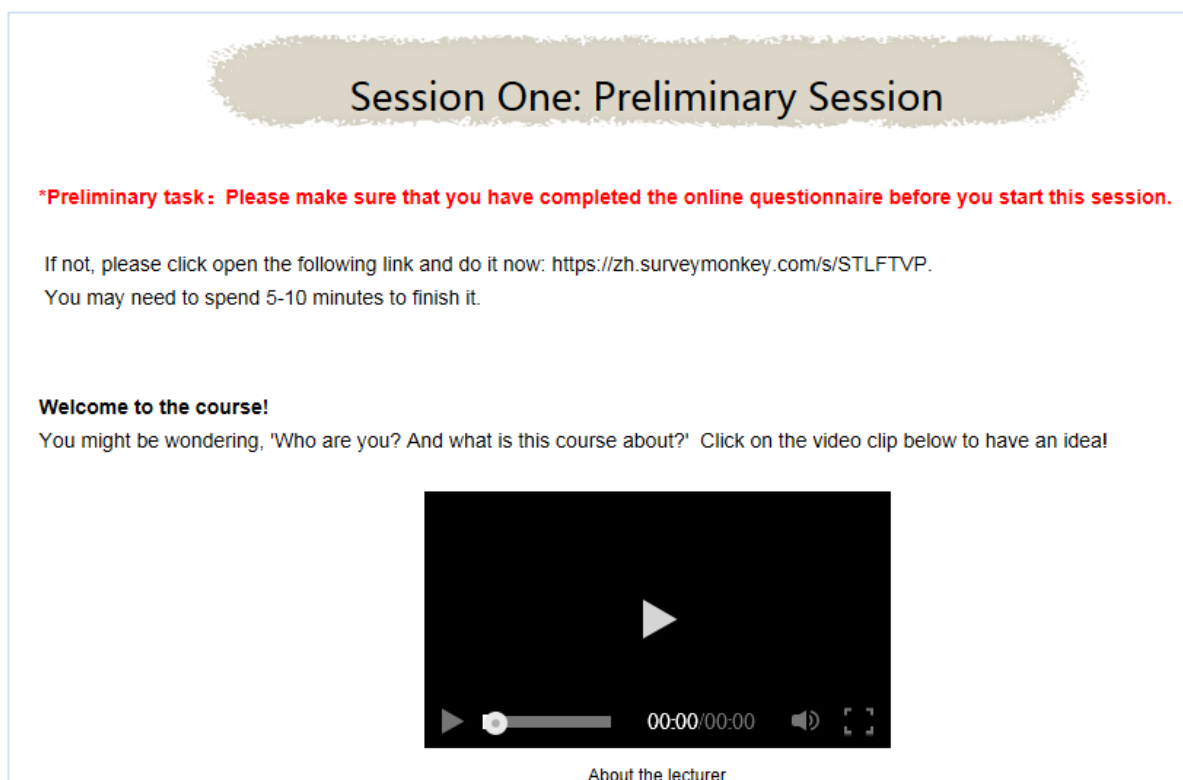 Session One: Preliminary Session
*Preliminary task：Please make sure that you have completed the online questionnaire before you start this session.
If not, please click open the following link and do it now: https://zh.surveymonkey.com/s/STLFTVP.
You may need to spend 5-10 minutes to finish it.
Welcome to the course!
You might be wondering, 'Who are you? And what is this course about?'  Click on the video clip below to have an idea!
00:00/00:00
About the lecturer